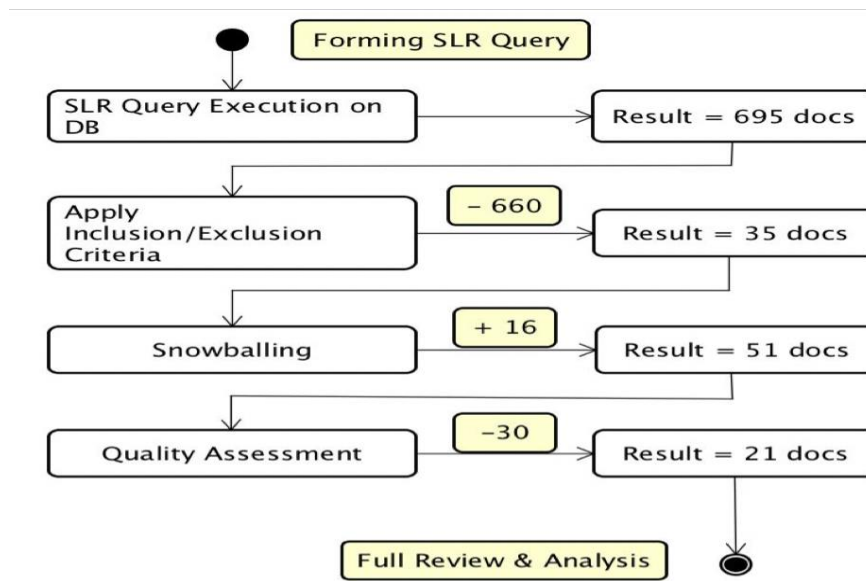 Forming SLR Query
SLR Query Execution on
DB
Result = 695 docs
Apply
Inclusion/Exclusion
Criteria
– 660
Result = 35 docs
Snowballing
+ 16
Result = 51 docs
Quality Assessment
–30
Result = 21 docs
Full Review & Analysis